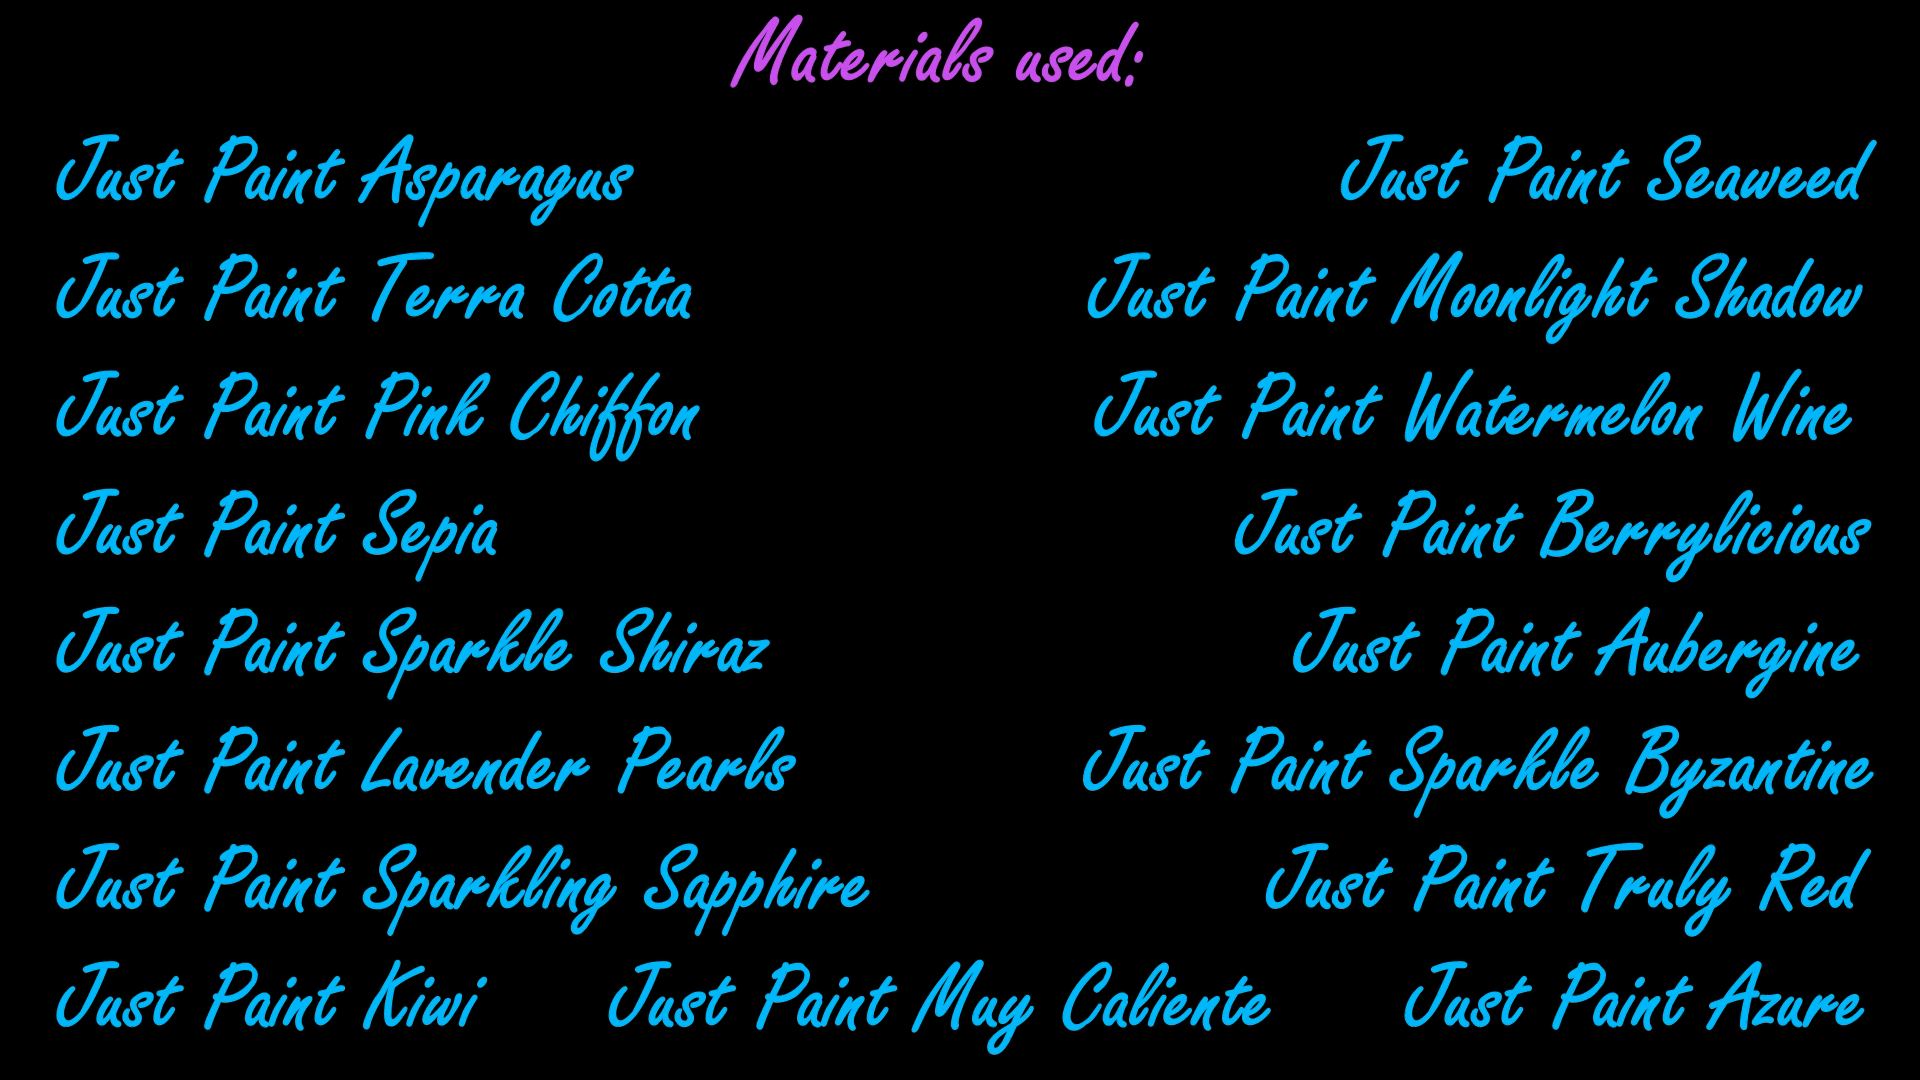 Materials used:
Just Paint Asparagus
Just Paint Seaweed
Just Paint Terra Cotta
Just Paint Moonlight Shadow
Just Paint Pink Chiffon
Just Paint Watermelon Wine
Just Paint Sepia
Just Paint Berrylicious
Just Paint Sparkle Shiraz
Just Paint Aubergine
Just Paint Lavender Pearls
Just Paint Sparkle Byzantine
Just Paint Sparkling Sapphire
Just Paint Truly Red
Just Paint Kiwi
Just Paint Muy Caliente
Just Paint Azure